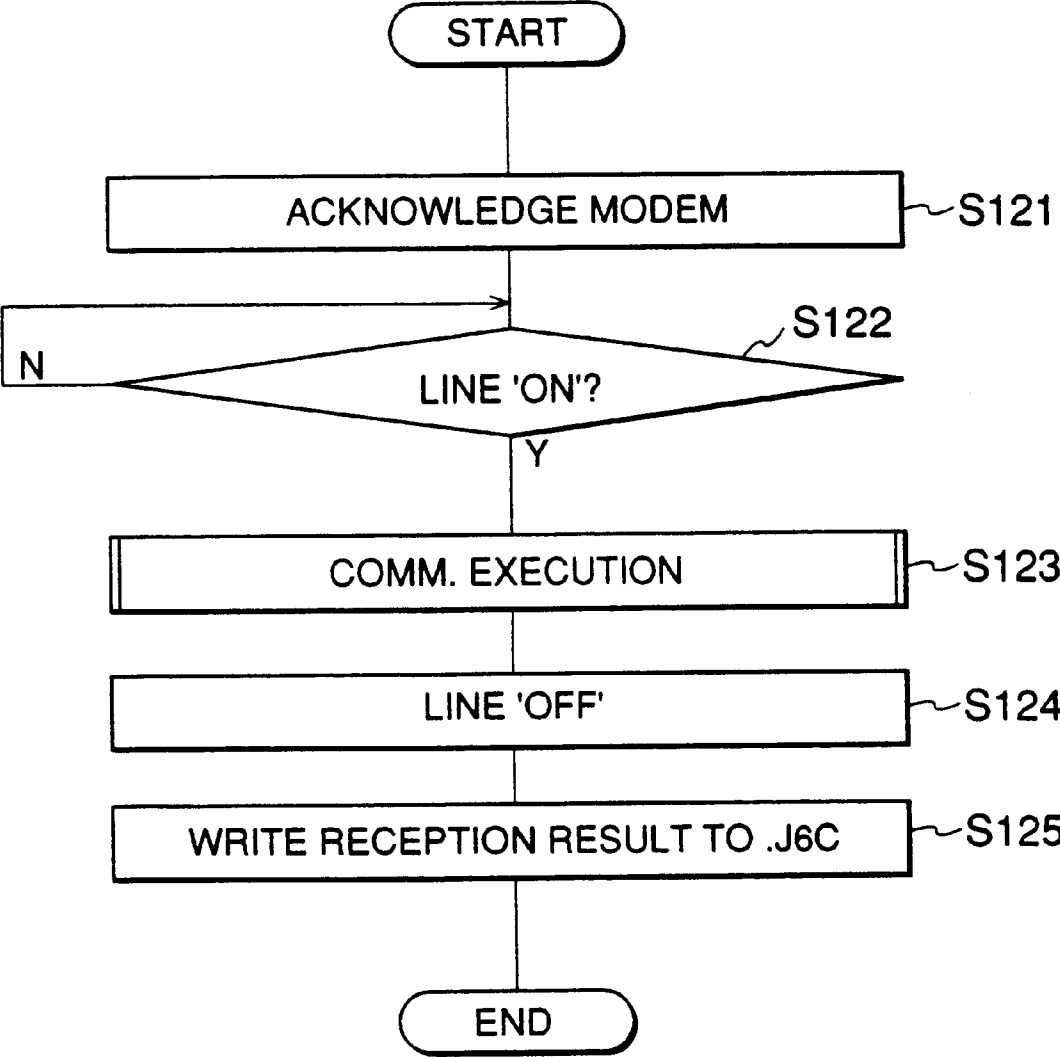 START
ACKNOWLEDGE MODEM
S121
S122
N
LINE 'ON'?
Y
COMM. EXECUTION
S123
LINE 'OFF'
S124
WRITE RECEPTION RESULT TO .J6C
S125
END